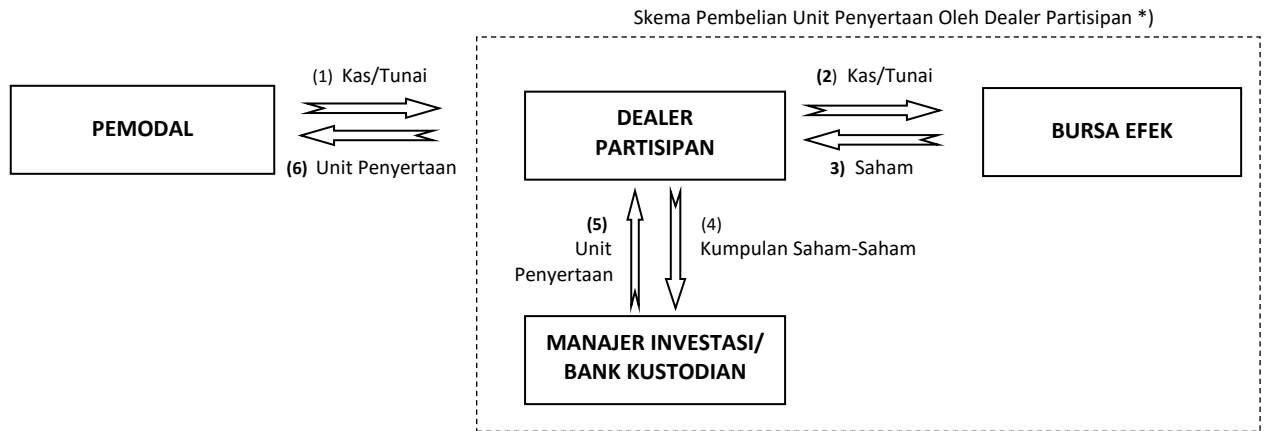 Skema Pembelian Unit Penyertaan Oleh Dealer Partisipan *)
(1) Kas/Tunai
(2) Kas/Tunai
PEMODAL
DEALER
PARTISIPAN
BURSA EFEK
(6) Unit Penyertaan
3) Saham
(5)
Unit
Penyertaan
(4)
Kumpulan Saham-Saham
MANAJER INVESTASI/
BANK KUSTODIAN